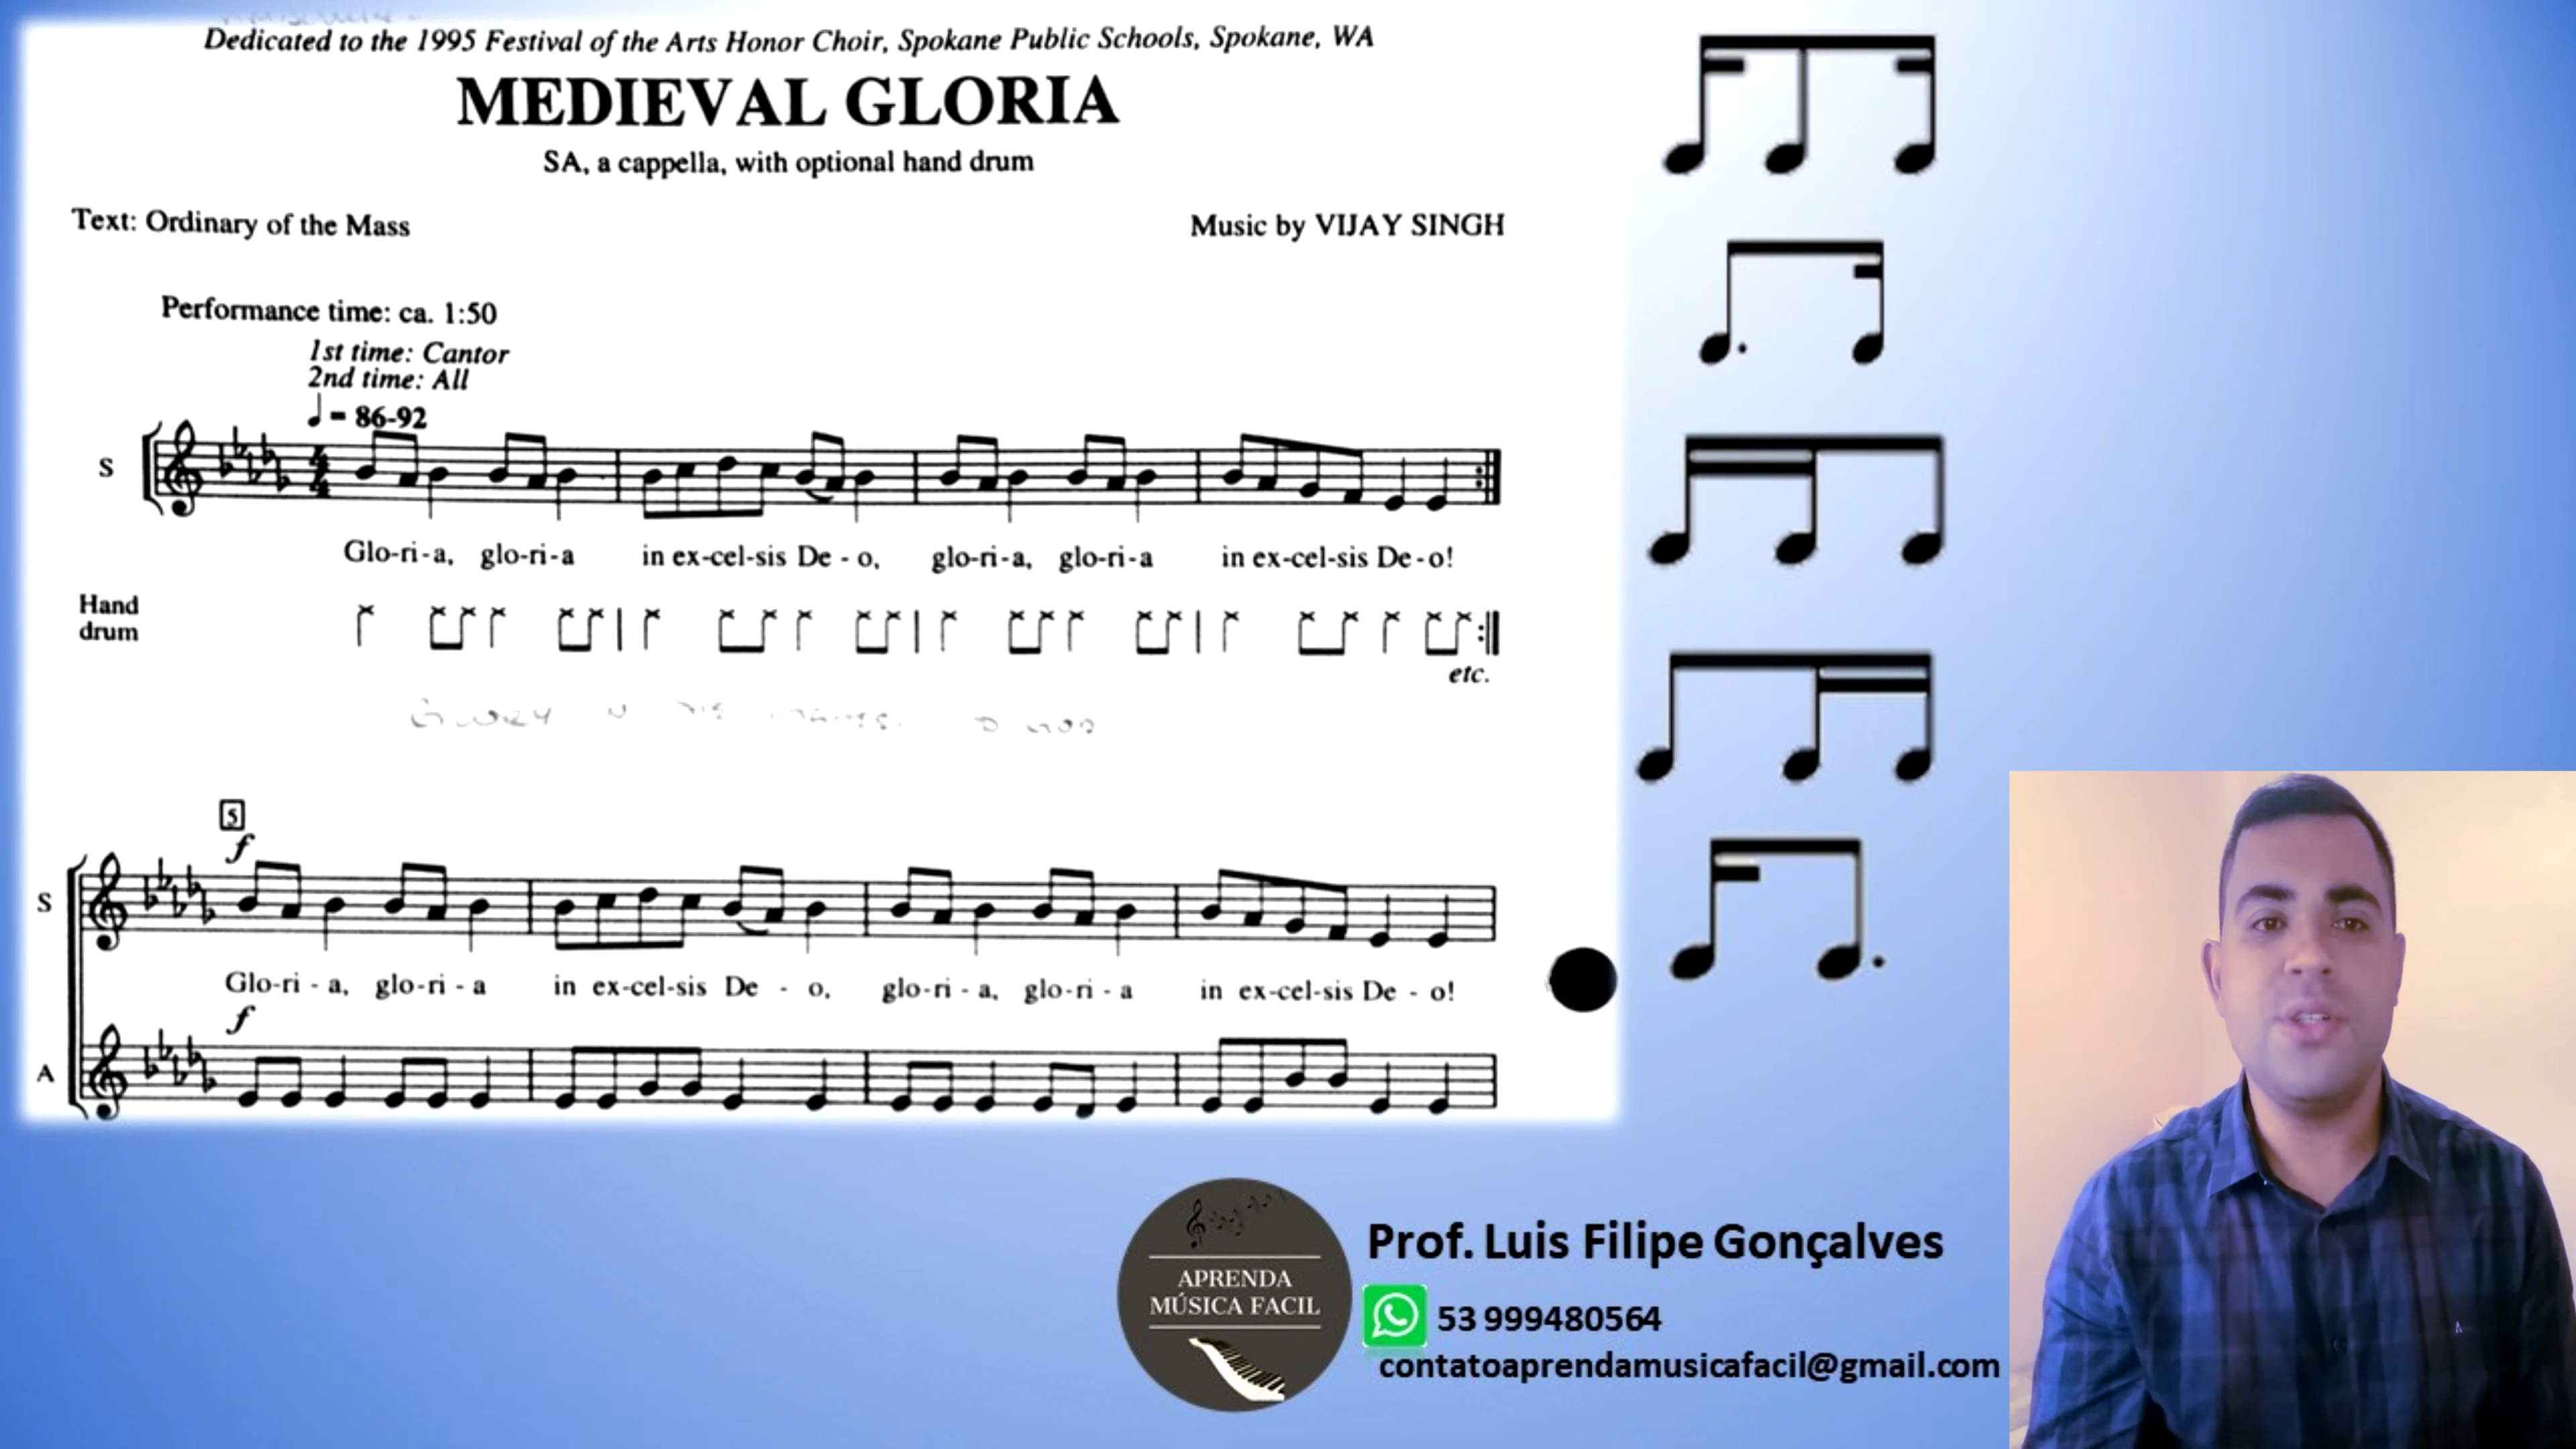 Dedicated to the 1995 Festival of the Arts Honor Choir, Spokane Public Schools, Spokane, WA
MEDIEVAL GLORIA
SA, a cappella, with optional hand drum
Text: Ordinary of the Mass
Music by VIJAY SINGH
Performance time: ca. 1:50
1st time: Cantor
2nd time: All
♩ = 86-92
S
Glo-ri-a, glo-ri-a in ex-cel-sis De - o, glo-ri-a, glo-ri-a in ex-cel-sis De-o!
Hand
drum
etc.
5
f
S
Glo-ri - a, glo-ri - a in ex-cel-sis De - o, glo-ri - a, glo-ri - a in ex-cel-sis De - o!
f
A
APRENDA
MÚSICA FACIL
Prof. Luis Filipe Gonçalves
53 999480564
contatoaprendamusicafacil@gmail.com